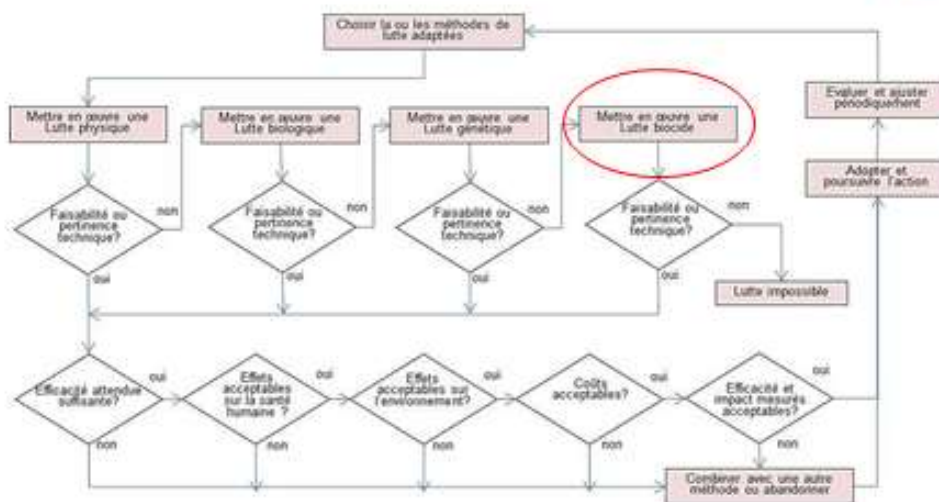 Choisir la ou les méthodes de
lutte adaptées
Mettre en œuvre une
Lutte physique
Mettre en œuvre une
Lutte biologique
Mettre en œuvre une
Lutte génétique
Mettre en œuvre une
Lutte biocide
Evaluer et ajuster
périodiquement
Adopter et
poursuivre l'action
Faisabilité ou
pertinence
technique?
non
oui
Faisabilité ou
pertinence
technique?
non
oui
Faisabilité ou
pertinence
technique?
non
oui
Faisabilité ou
pertinence
technique?
non
oui
Lutte impossible
Efficacité attendue
suffisante?
oui
non
Effets
acceptables
sur la santé
humaine ?
oui
non
Effets
acceptables sur
l'environnement?
oui
non
Coûts
acceptables?
oui
non
Efficacité et
impact mesurés
acceptables?
oui
non
Combiner avec une autre
méthode ou abandonner